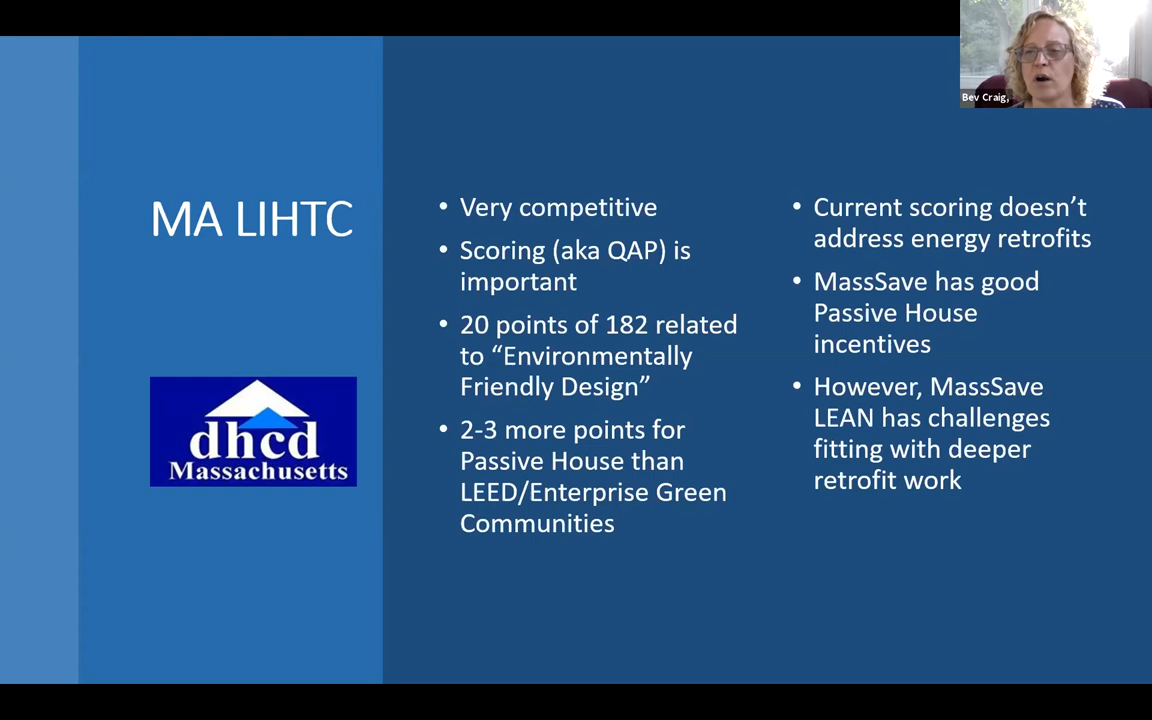 Bev Craig,
MA LIHTC
dhcd
Massachusetts
• Very competitive
• Scoring (aka QAP) is
important
• 20 points of 182 related
to “Environmentally
Friendly Design”
• 2-3 more points for
Passive House than
LEED/Enterprise Green
Communities
• Current scoring doesn’t
address energy retrofits
• MassSave has good
Passive House
incentives
• However, MassSave
LEAN has challenges
fitting with deeper
retrofit work